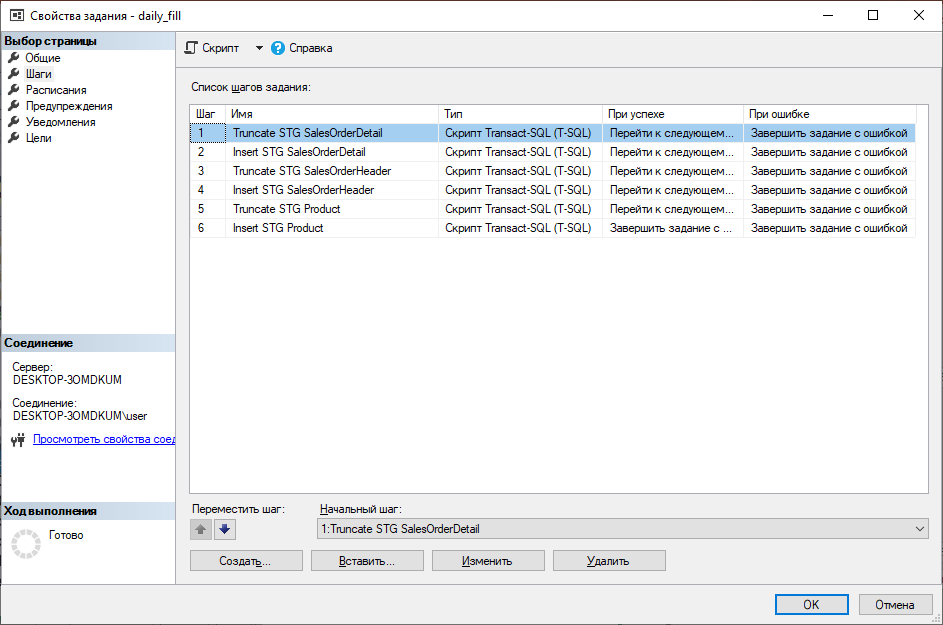 Свойства задания - daily_fill
Выбор страницы
Общие
Шаги
Расписания
Предупреждения
Уведомления
Цели
Соединение
Сервер:
DESKTOP-3OMDKUM
Соединение:
DESKTOP-3OMDKUM\user
Просмотреть свойства соед
Ход выполнения
Готово
Скрипт
Справка
Список шагов задания:
Шаг Имя Тип При успехе При ошибке
1 Truncate STG SalesOrderDetail Скрипт Transact-SQL (T-SQL) Перейти к следующем... Завершить задание с ошибкой
2 Insert STG SalesOrderDetail Скрипт Transact-SQL (T-SQL) Перейти к следующем... Завершить задание с ошибкой
3 Truncate STG SalesOrderHeader Скрипт Transact-SQL (T-SQL) Перейти к следующем... Завершить задание с ошибкой
4 Insert STG SalesOrderHeader Скрипт Transact-SQL (T-SQL) Перейти к следующем... Завершить задание с ошибкой
5 Truncate STG Product Скрипт Transact-SQL (T-SQL) Перейти к следующем... Завершить задание с ошибкой
6 Insert STG Product Скрипт Transact-SQL (T-SQL) Завершить задание с ... Завершить задание с ошибкой
Переместить шаг: Начальный шаг:
1:Truncate STG SalesOrderDetail
Создать... Вставить... Изменить Удалить
OK Отмена